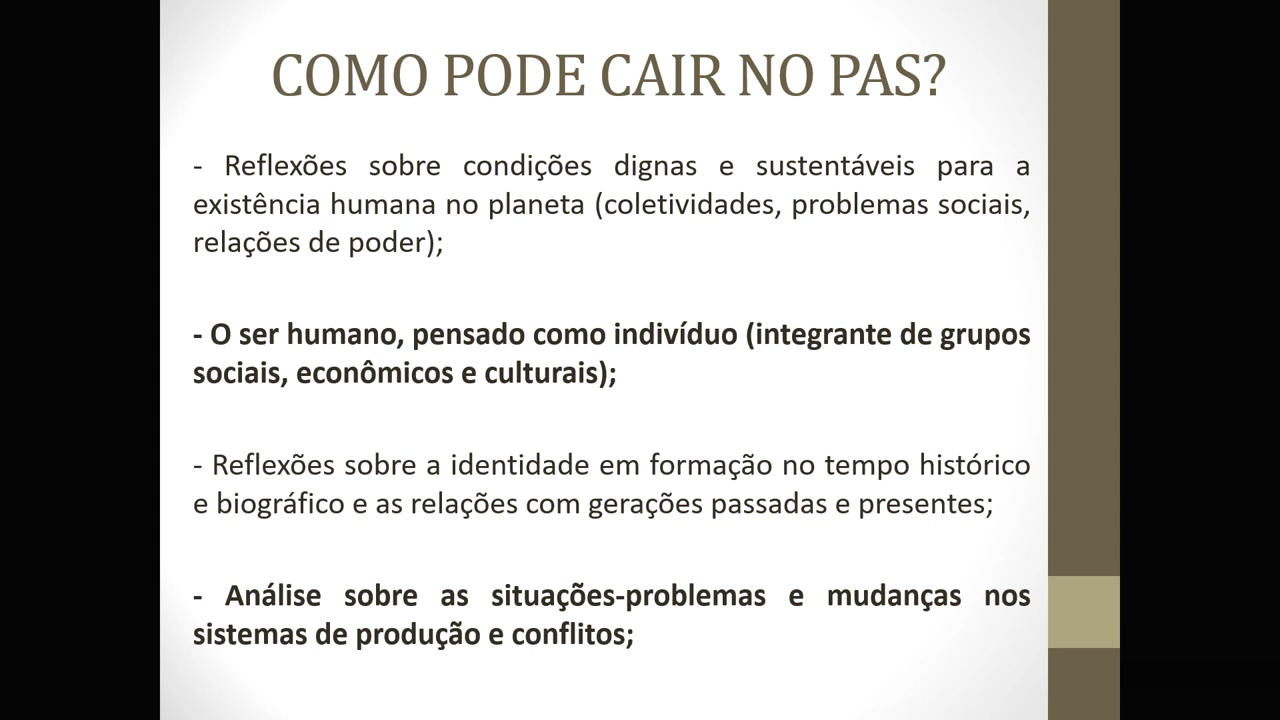 COMO PODE CAIR NO PAS?
- Reflexões sobre condições dignas e sustentáveis para a
existência humana no planeta (coletividades, problemas sociais,
relações de poder);
- O ser humano, pensado como indivíduo (integrante de grupos
sociais, econômicos e culturais);
- Reflexões sobre a identidade em formação no tempo histórico
e biográfico e as relações com gerações passadas e presentes;
- Análise sobre as situações-problemas e mudanças nos
sistemas de produção e conflitos;